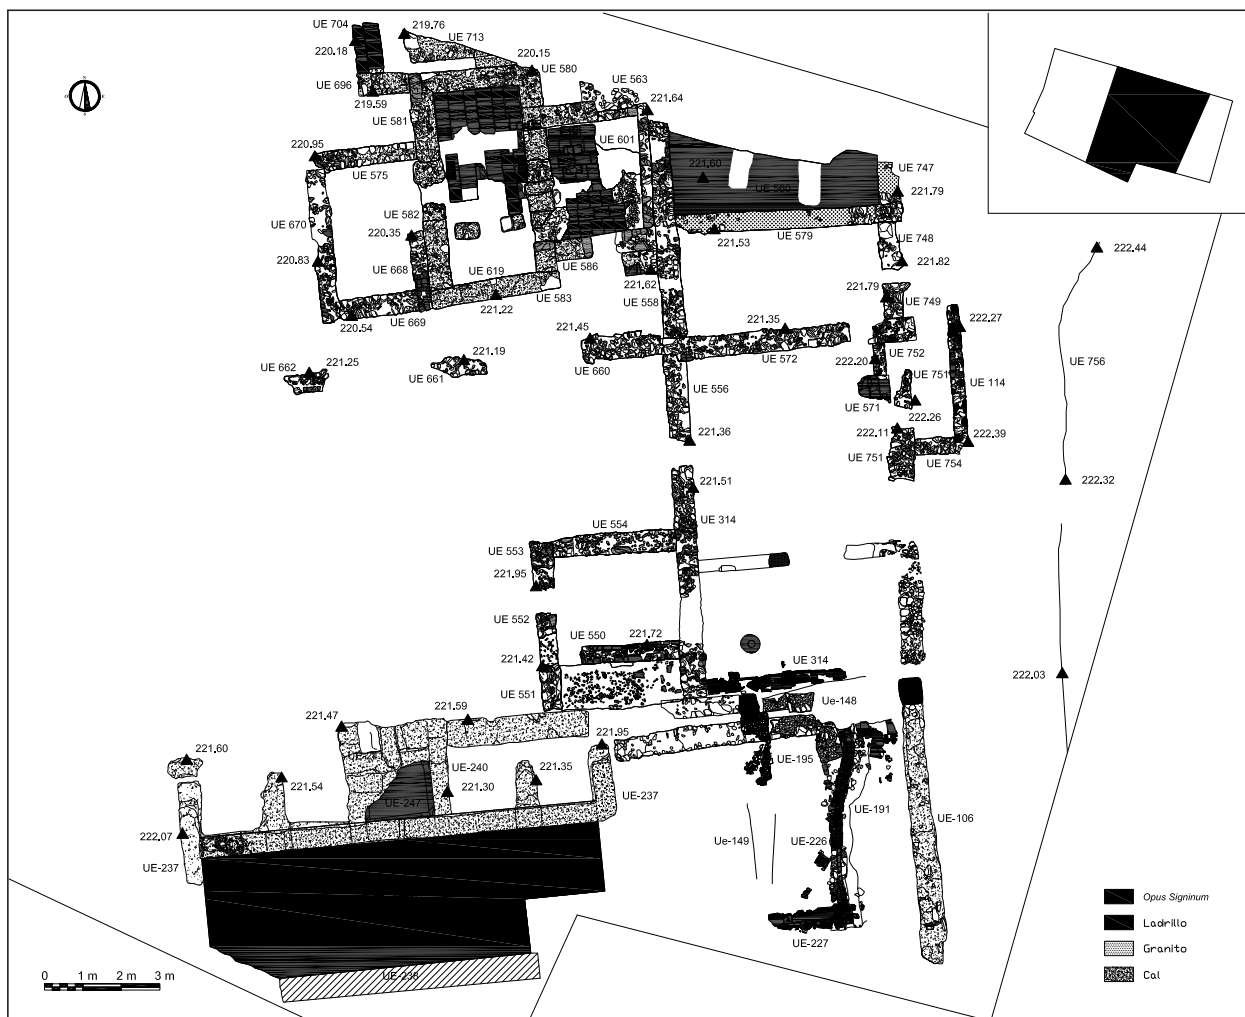 UE 704
219.76
UE 713
220.18
220.15
UE 580
UE 696
UE 563
219.59
221.64
UE 581
UE 601
220.95
UE 575
221.60
UE 747
UE 560
221.79
UE 582
UE 670
220.35
221.53
UE 579
UE 748
222.44
220.83
UE 668
UE 619
UE 586
221.62
221.82
UE 583
221.79
UE 558
UE 749
221.22
220.54
UE 669
221.45
221.35
222.27
UE 752
UE 756
221.25
221.19
UE 572
222.20
UE 662
UE 661
UE 660
UE 751
UE 114
UE 556
UE 571
222.26
222.11
221.36
222.39
UE 751
UE 754
221.51
222.32
UE 314
UE 554
UE 553
221.95
UE 552
UE 550
221.72
221.42
UE 314
222.03
UE 551
Ue-148
221.59
221.47
221.95
221.60
UE-195
UE-240
221.54
221.35
221.30
UE-237
UE-247
UE-191
UE-106
222.07
Ue-149
UE-226
UE-237
UE-227
UE-238
Opus Signinum
Ladrillo
Granito
Cal
0 1 m 2 m 3 m
N
O E
S